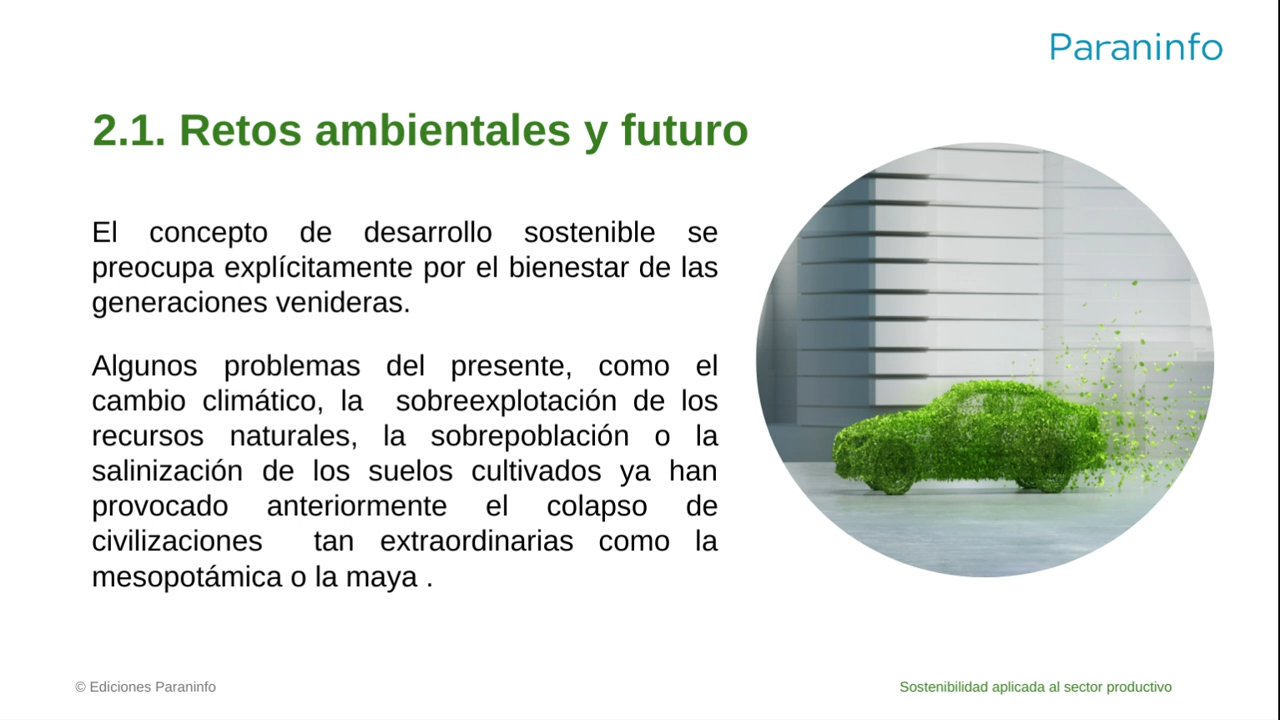 Paraninfo
2.1. Retos ambientales y futuro
El concepto de desarrollo sostenible se
preocupa explícitamente por el bienestar de las
generaciones venideras.
Algunos problemas del presente, como el
cambio climático, la  sobreexplotación de los
recursos naturales, la sobrepoblación o la
salinización de los suelos cultivados ya han
provocado anteriormente el colapso de
civilizaciones  tan extraordinarias como la
mesopotámica o la maya .
© Ediciones Paraninfo
Sostenibilidad aplicada al sector productivo